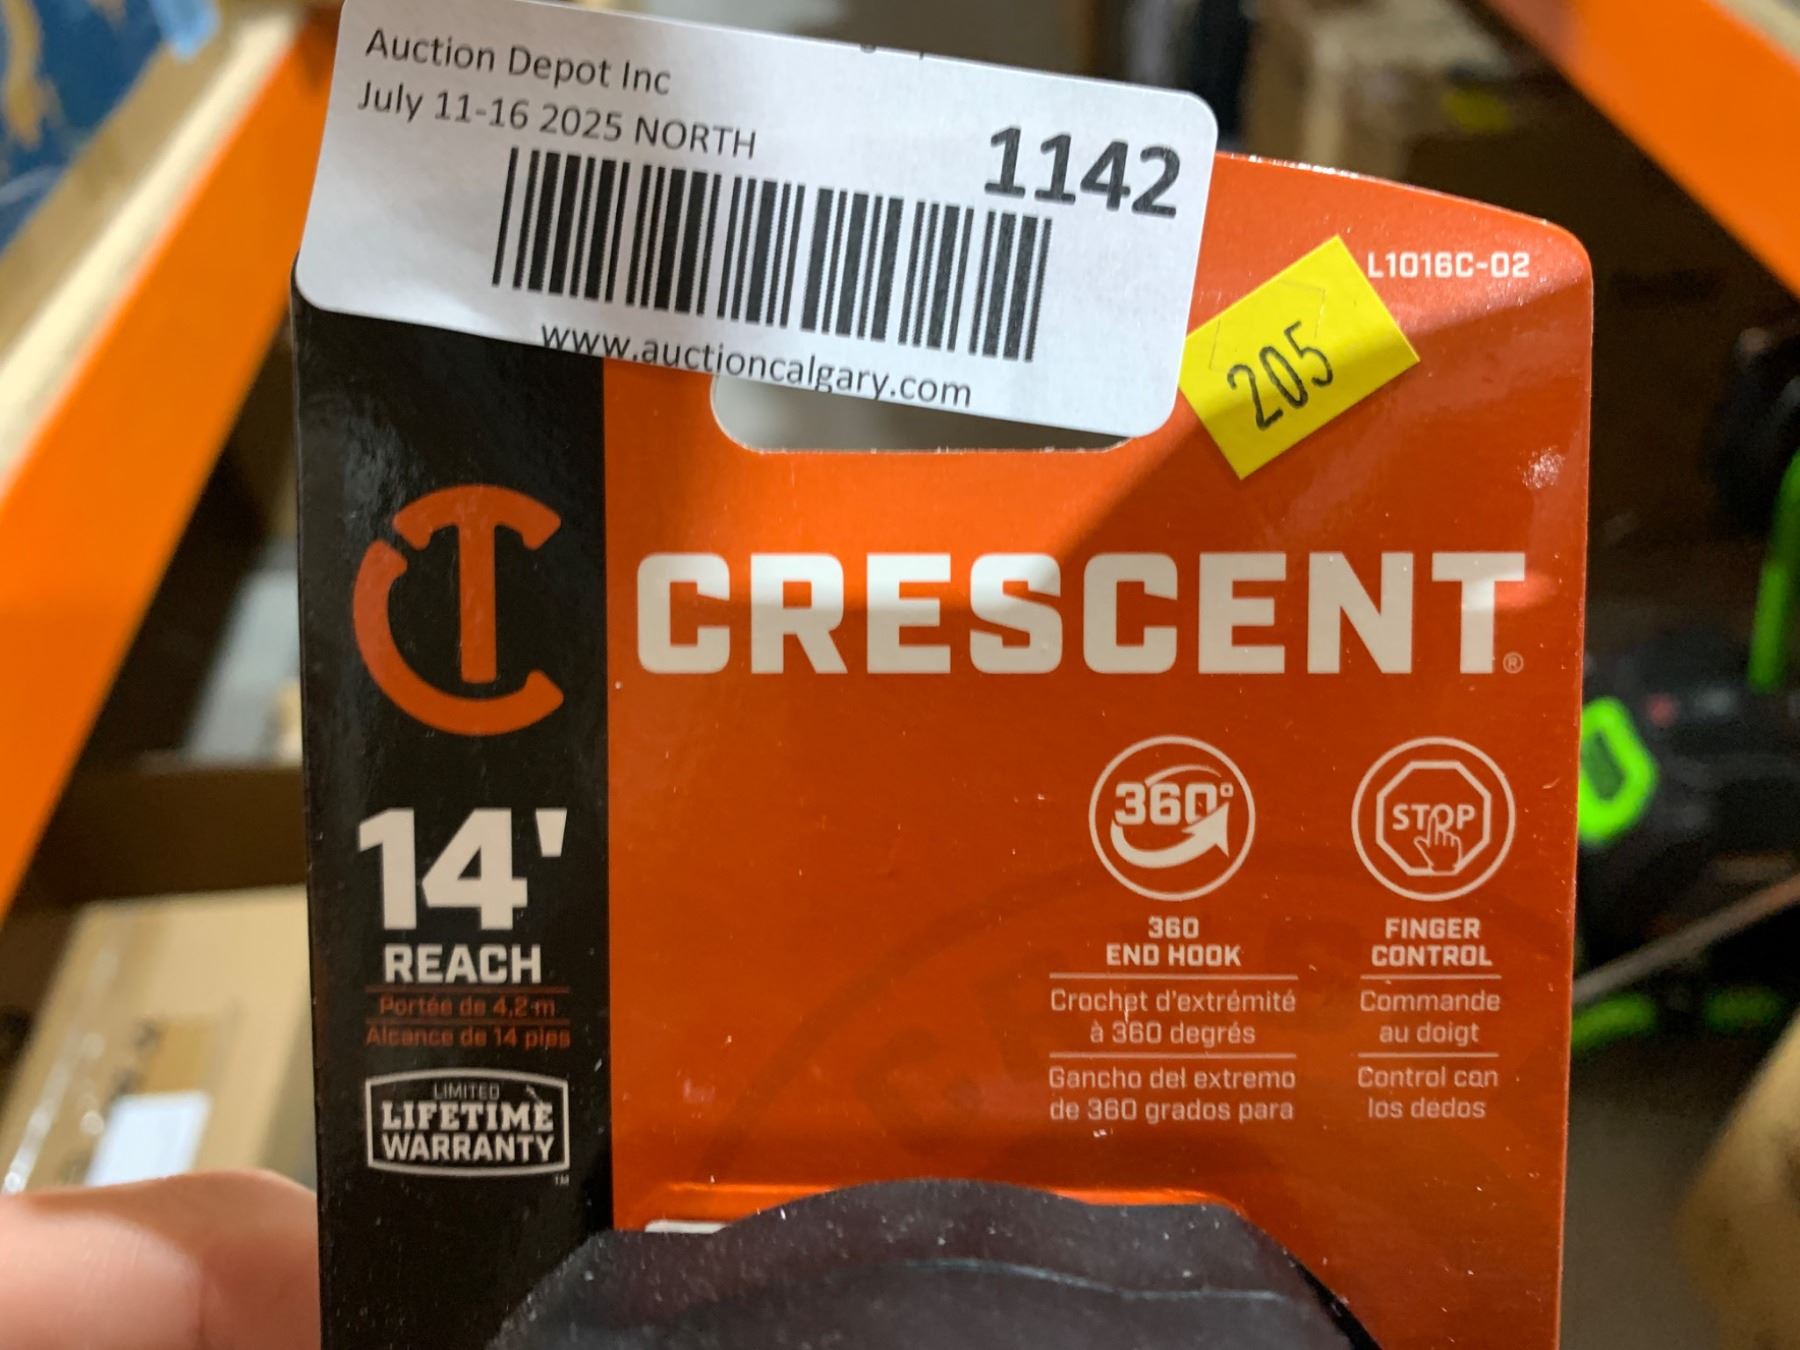 Auction Depot Inc
July 11-16 2025 NORTH
1142
www.auctioncalgary.com
L1016C-02
205
CRESCENT®
14'
REACH
Portée de 4,2 m
Alcance de 14 pies
LIMITED
LIFETIME
WARRANTY
TM
360°
360
END HOOK
Crochet d'extrémité
à 360 degrés
Gancho del extremo
de 360 grados para
STOP
FINGER
CONTROL
Commande
au doigt
Control con
los dedos